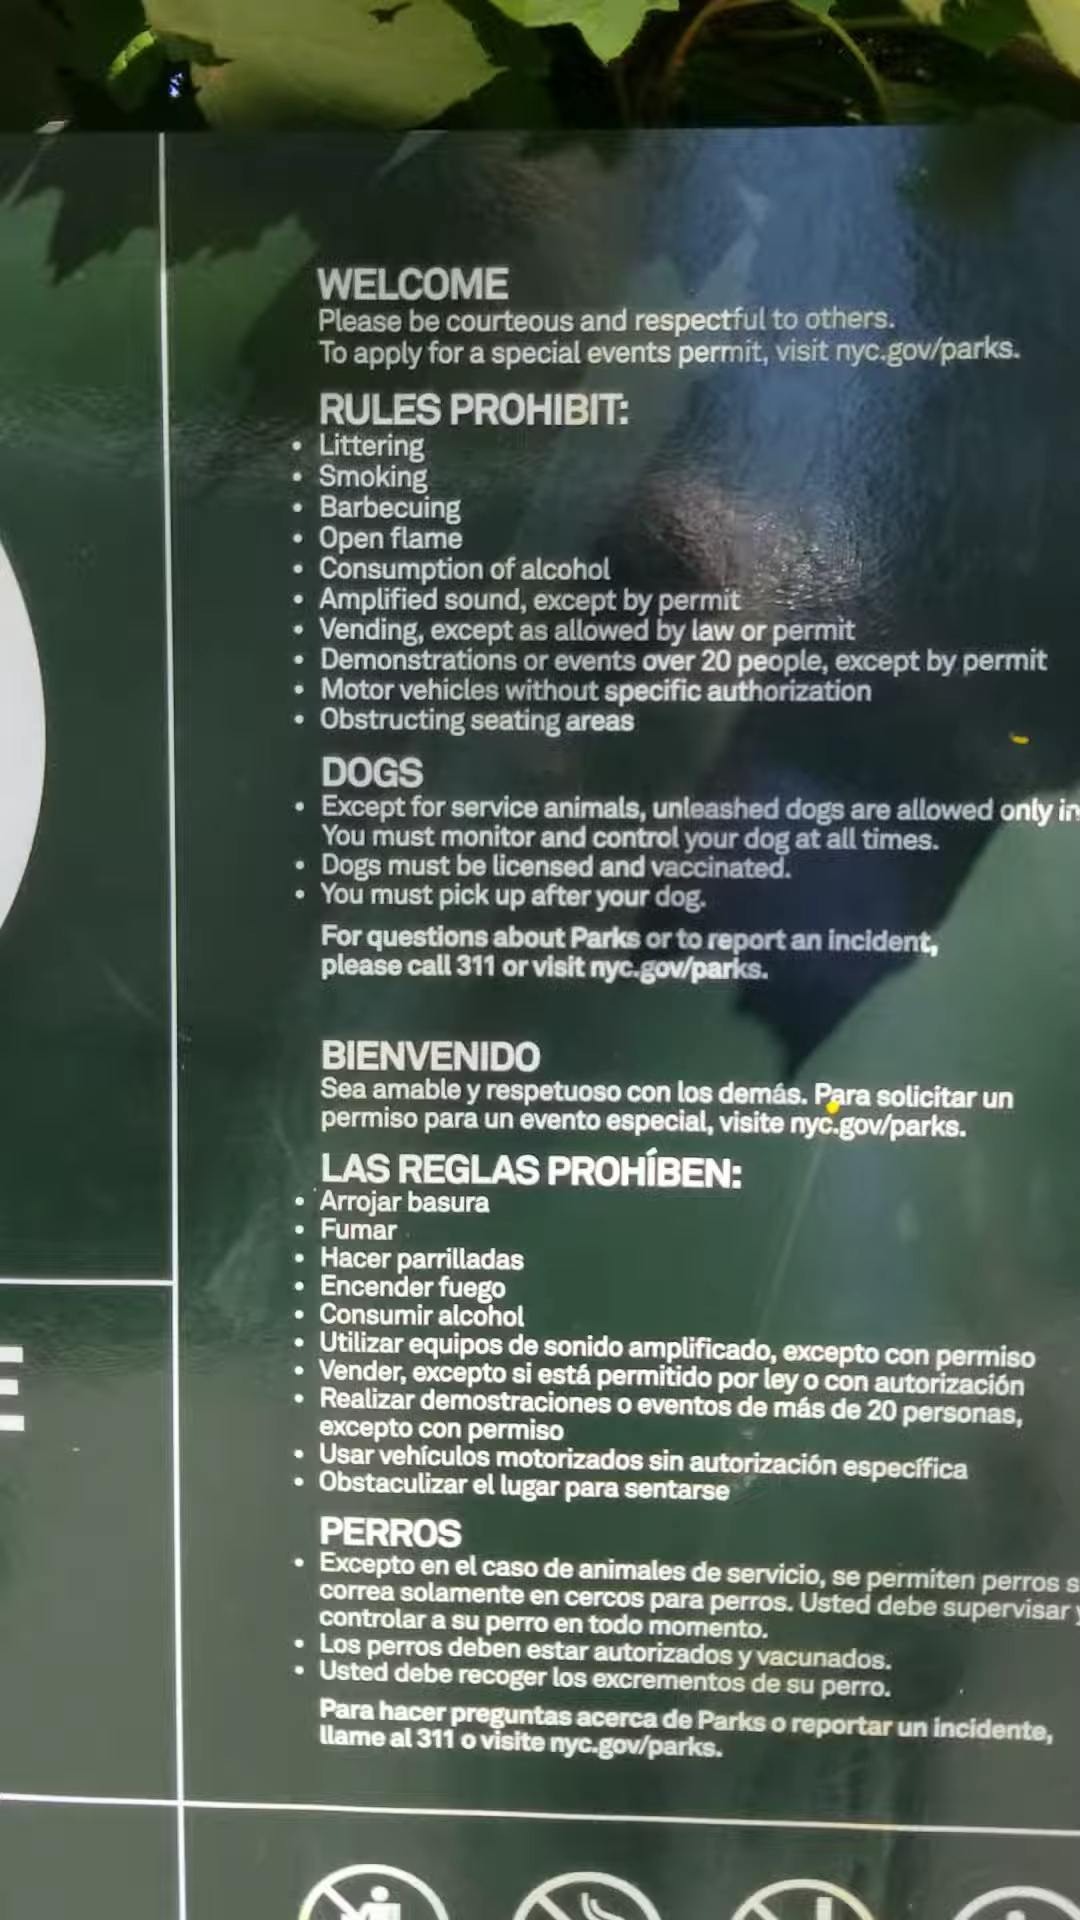 WELCOME
Please be courteous and respectful to others.
To apply for a special events permit, visit nyc.gov/parks.
RULES PROHIBIT:
• Littering
• Smoking
• Barbecuing
• Open flame
• Consumption of alcohol
• Amplified sound, except by permit
• Vending, except as allowed by law or permit
• Demonstrations or events over 20 people, except by permit
• Motor vehicles without specific authorization
• Obstructing seating areas
DOGS
• Except for service animals, unleashed dogs are allowed only in
You must monitor and control your dog at all times.
• Dogs must be licensed and vaccinated.
• You must pick up after your dog.
For questions about Parks or to report an incident,
please call 311 or visit nyc.gov/parks.
BIENVENIDO
Sea amable y respetuoso con los demás. Para solicitar un
permiso para un evento especial, visite nyc.gov/parks.
LAS REGLAS PROHÍBEN:
• Arrojar basura
• Fumar
• Hacer parrilladas
• Encender fuego
• Consumir alcohol
• Utilizar equipos de sonido amplificado, excepto con permiso
• Vender, excepto si está permitido por ley o con autorización
• Realizar demostraciones o eventos de más de 20 personas,
excepto con permiso
• Usar vehículos motorizados sin autorización específica
• Obstaculizar el lugar para sentarse
PERROS
• Excepto en el caso de animales de servicio, se permiten perros
correa solamente en cercos para perros. Usted debe supervisar y
controlar a su perro en todo momento.
• Los perros deben estar autorizados y vacunados.
• Usted debe recoger los excrementos de su perro.
Para hacer preguntas acerca de Parks o reportar un incidente,
llame al 311 o visite nyc.gov/parks.